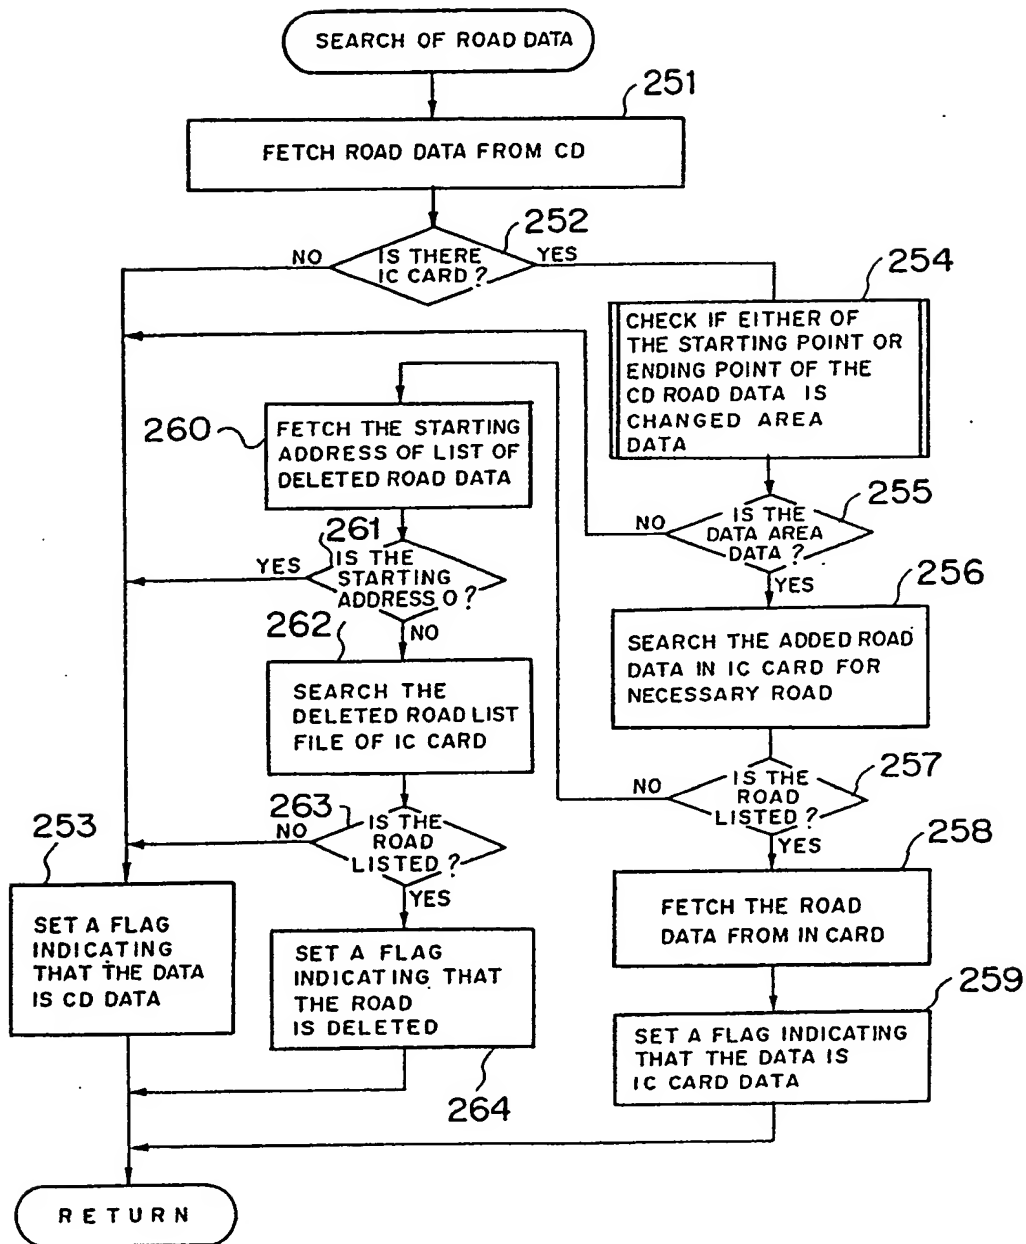 SEARCH OF ROAD DATA
251
FETCH ROAD DATA FROM CD
252
IS THERE
IC CARD?
NO
YES
254
CHECK IF EITHER OF
THE STARTING POINT OR
ENDING POINT OF THE
CD ROAD DATA IS
CHANGED AREA
DATA
260
FETCH THE STARTING
ADDRESS OF LIST OF
DELETED ROAD DATA
255
IS THE
DATA AREA
DATA?
NO
YES
261
IS THE
STARTING
ADDRESS 0?
YES
NO
256
SEARCH THE ADDED ROAD
DATA IN IC CARD FOR
NECESSARY ROAD
262
SEARCH THE
DELETED ROAD LIST
FILE OF IC CARD
257
IS THE
ROAD
LISTED?
NO
YES
263
IS THE
ROAD
LISTED?
NO
YES
258
FETCH THE ROAD
DATA FROM IN CARD
253
SET A FLAG
INDICATING
THAT THE DATA
IS CD DATA
SET A FLAG
INDICATING THAT
THE ROAD
IS DELETED
264
259
SET A FLAG INDICATING
THAT THE DATA IS
IC CARD DATA
RETURN